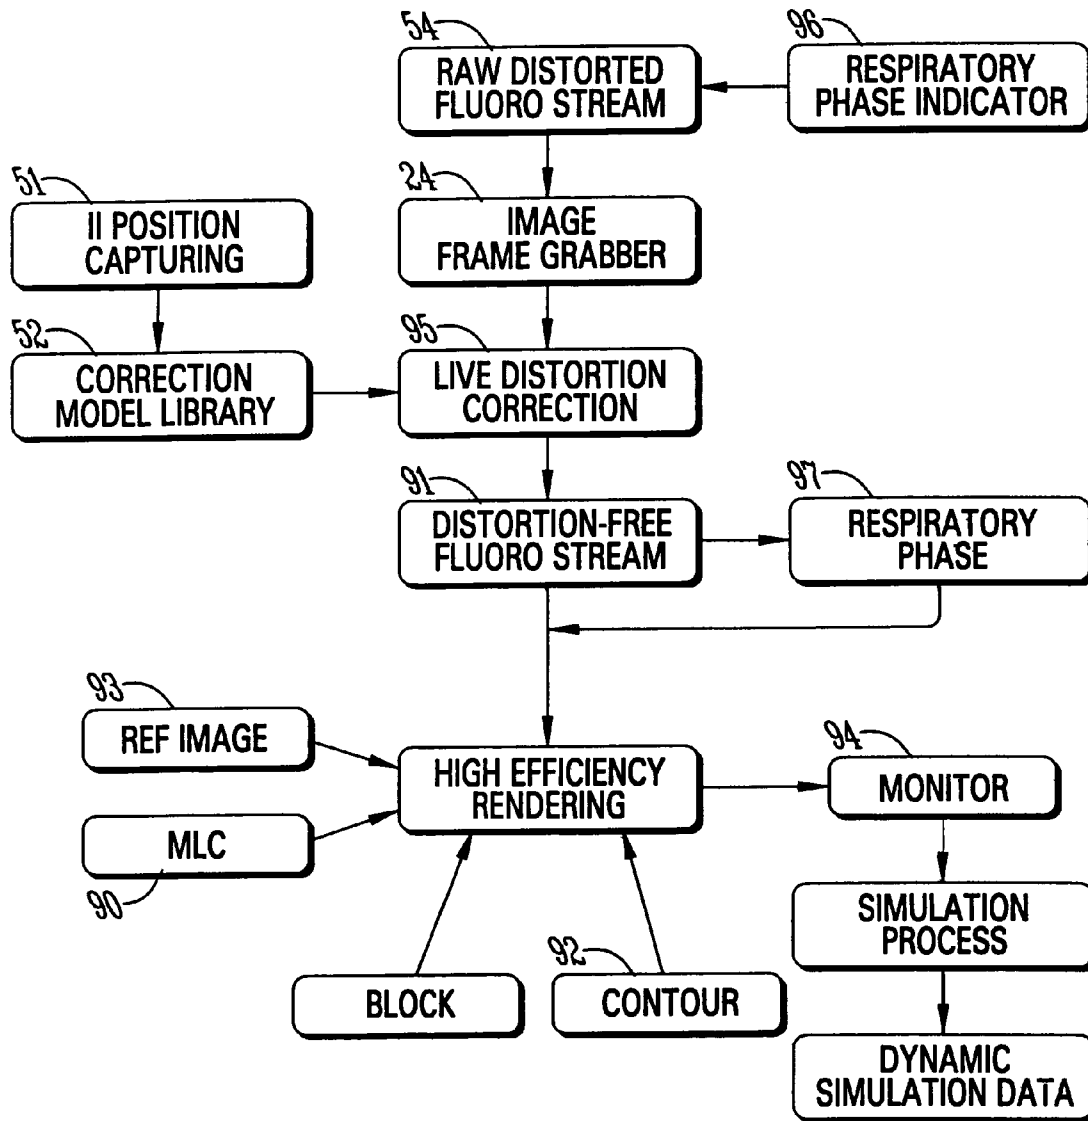 54
RAW DISTORTED
FLUORO STREAM
96
RESPIRATORY
PHASE INDICATOR
51
II POSITION
CAPTURING
24
IMAGE
FRAME GRABBER
52
CORRECTION
MODEL LIBRARY
95
LIVE DISTORTION
CORRECTION
91
DISTORTION-FREE
FLUORO STREAM
97
RESPIRATORY
PHASE
93
REF IMAGE
HIGH EFFICIENCY
RENDERING
94
MONITOR
MLC
90
SIMULATION
PROCESS
BLOCK
92
CONTOUR
DYNAMIC
SIMULATION DATA